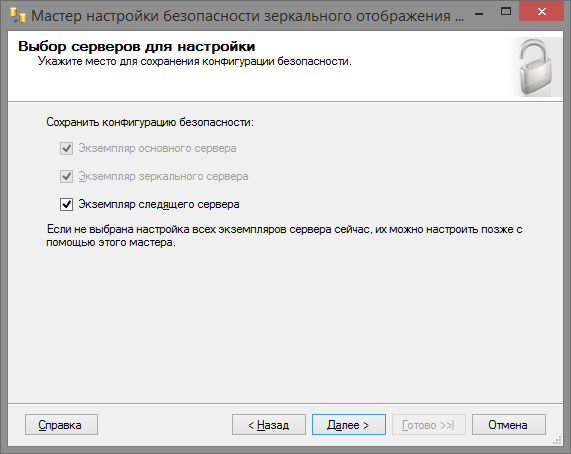 Мастер настройки безопасности зеркального отображения ...
Выбор серверов для настройки
Укажите место для сохранения конфигурации безопасности.
Сохранить конфигурацию безопасности:
Экземпляр основного сервера
Экземпляр зеркального сервера
Экземпляр следящего сервера
Если не выбрана настройка всех экземпляров сервера сейчас, их можно настроить позже с
помощью этого мастера.
Справка
< Назад
Далее >
Готово >>|
Отмена